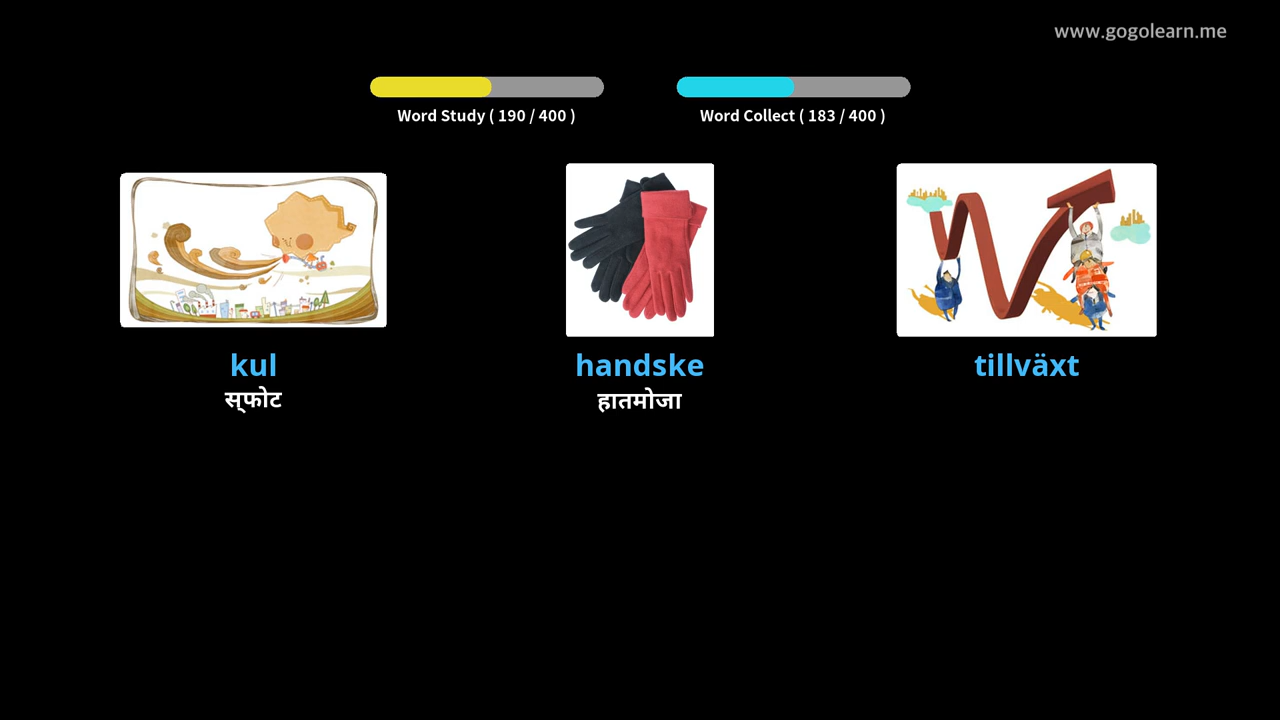 www.gogolearn.me
Word Study ( 190 / 400 )
Word Collect ( 183 / 400 )
kul
स्फोट
handske
हातमोजा
tillväxt